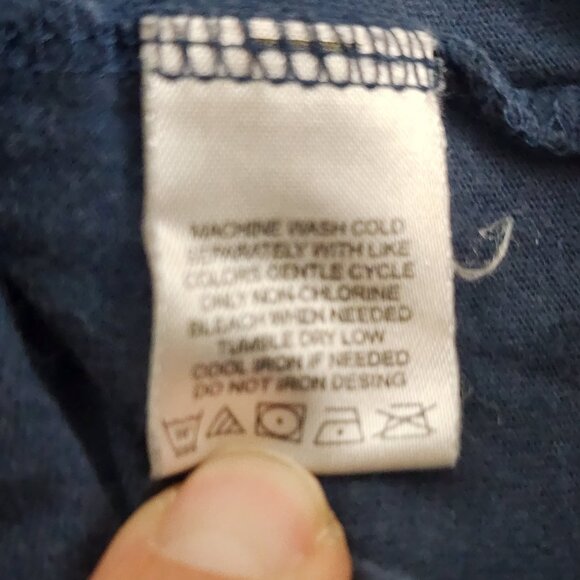 MACHINE WASH COLD
SEPARATELY WITH LIKE
COLORS GENTLE CYCLE
ONLY NON-CHLORINE
BLEACH WHEN NEEDED
TUMBLE DRY LOW
COOL IRON IF NEEDED
DO NOT IRON DESING